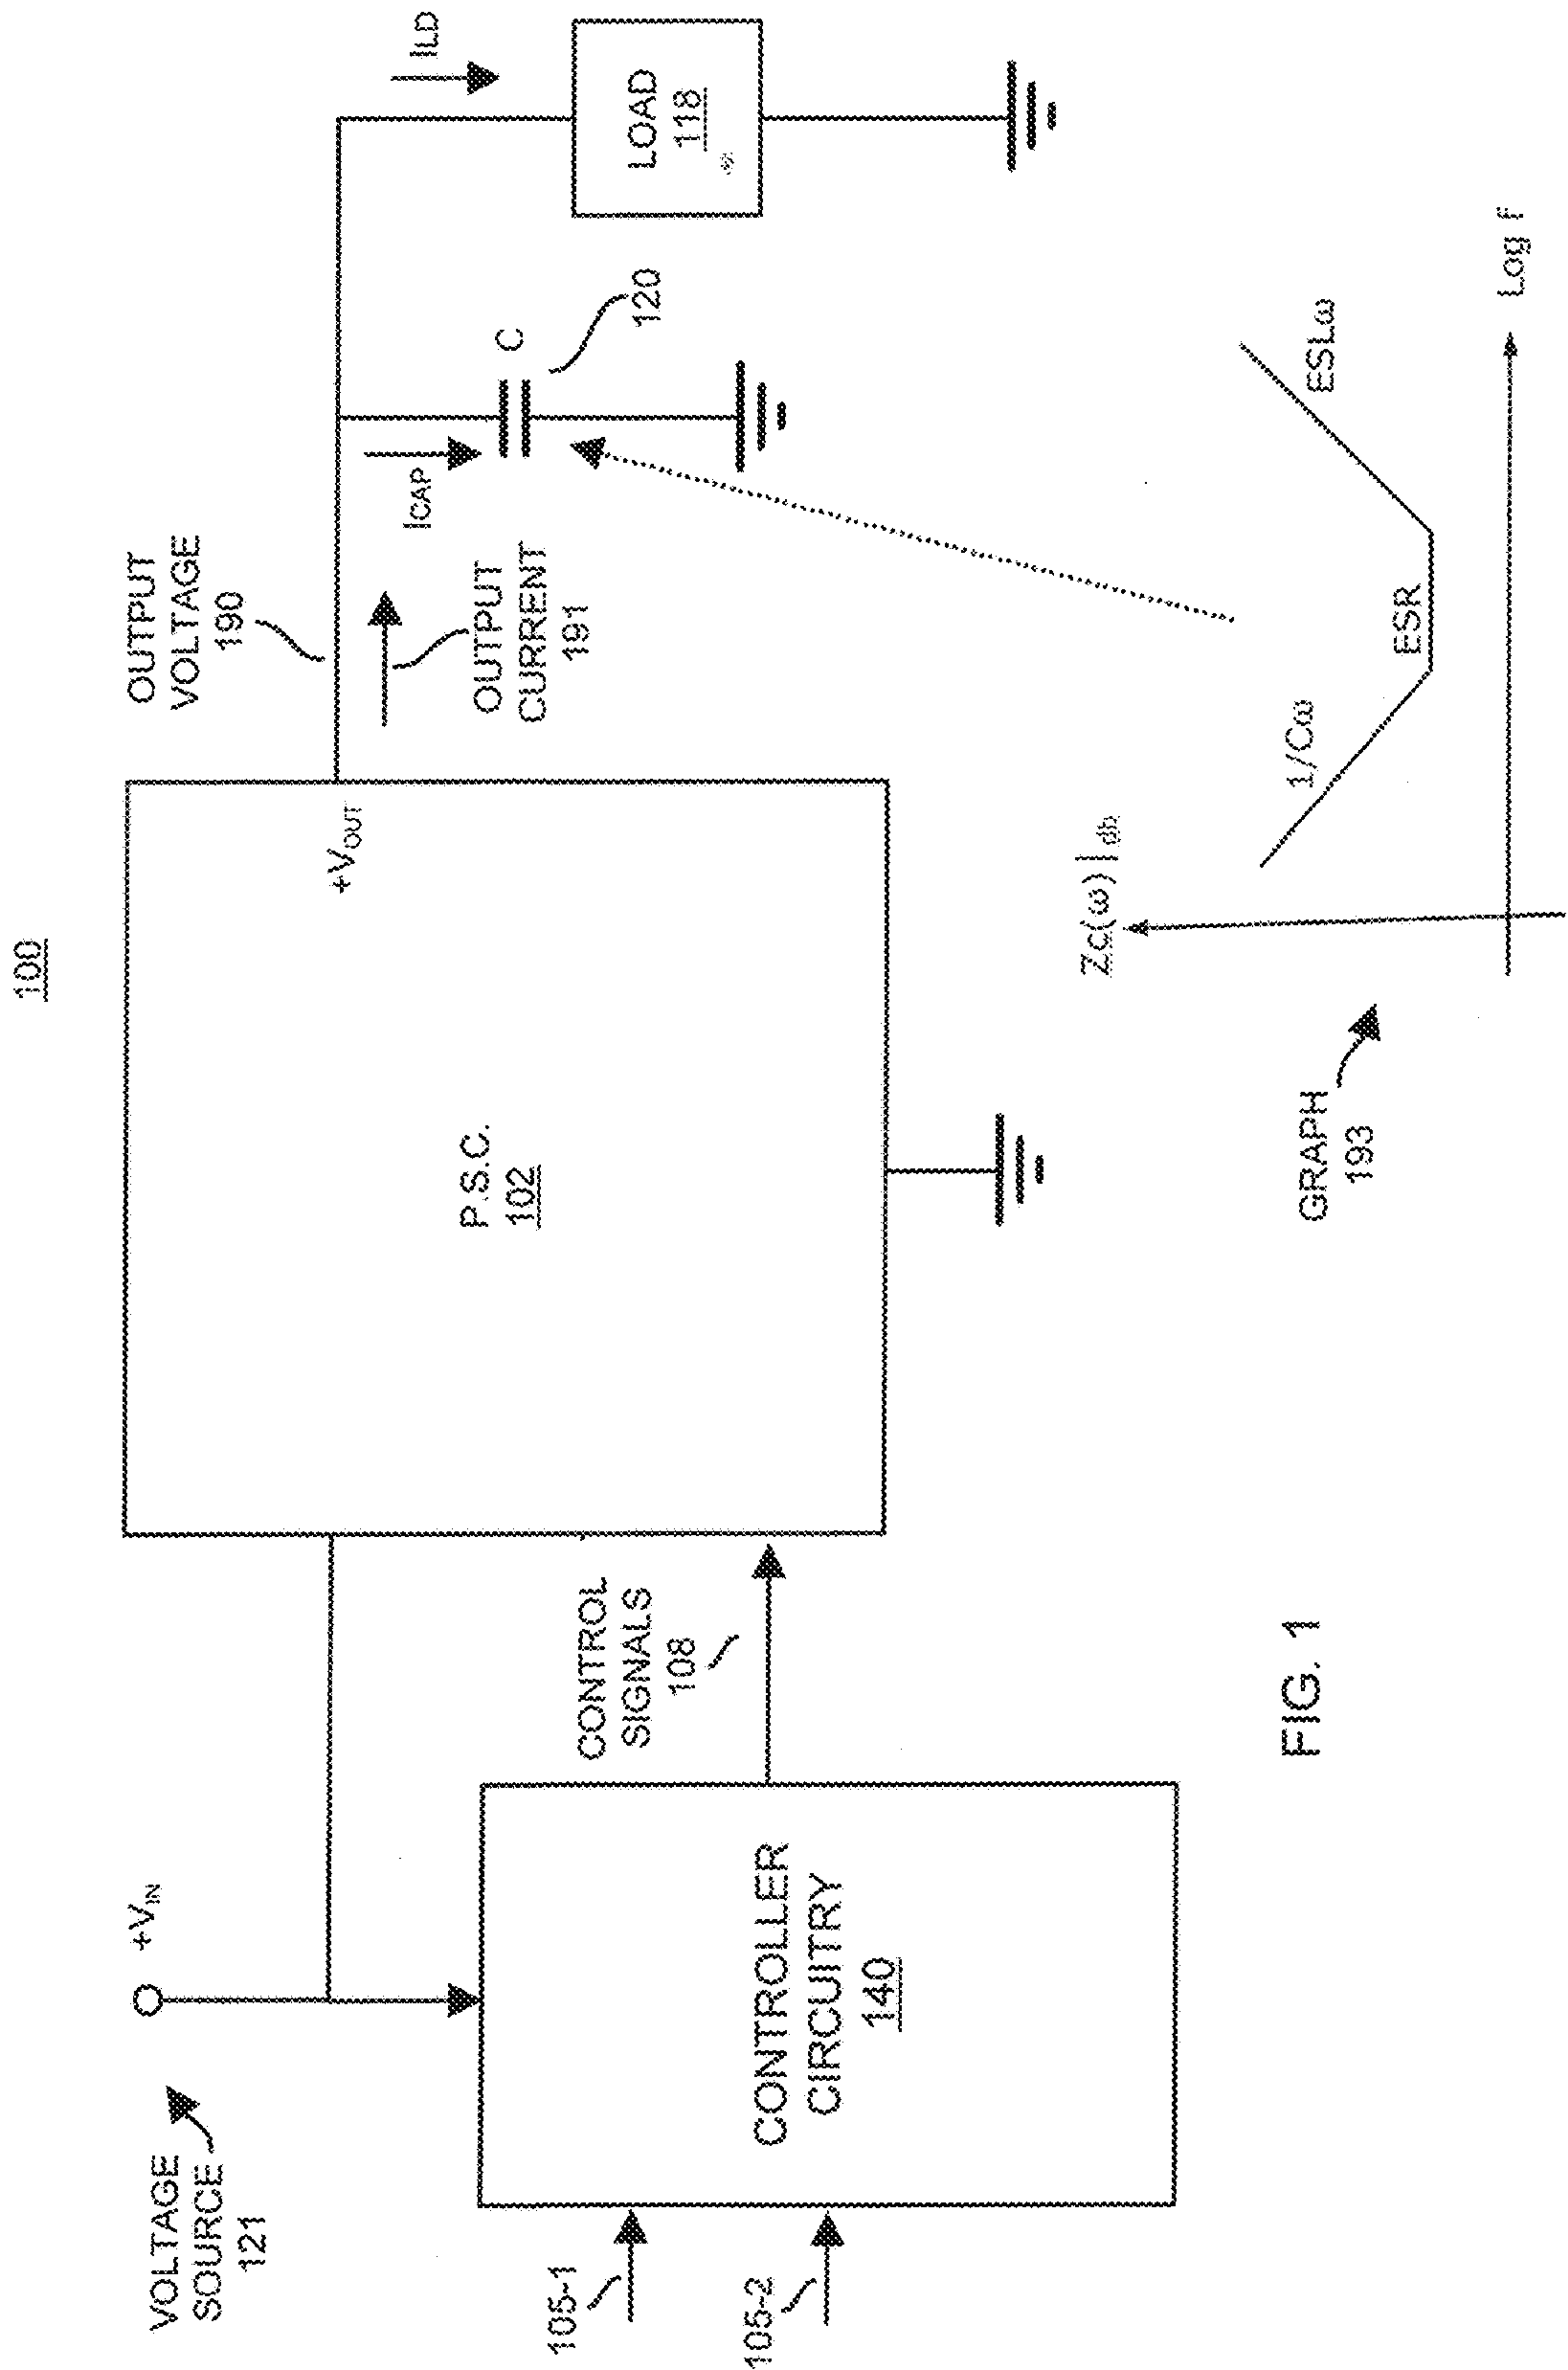 100
VOLTAGE
SOURCE
121
+VIN
OUTPUT
VOLTAGE
190
+VOUT
ICAP
ILD
OUTPUT
CURRENT
191
C
120
LOAD
118
P.S.C.
102
CONTROL
SIGNALS
108
105-1
105-2
CONTROLLER
CIRCUITRY
140
Zc(ω)|db
1/Cω
ESR
ESLω
Log F
GRAPH
193
FIG. 1